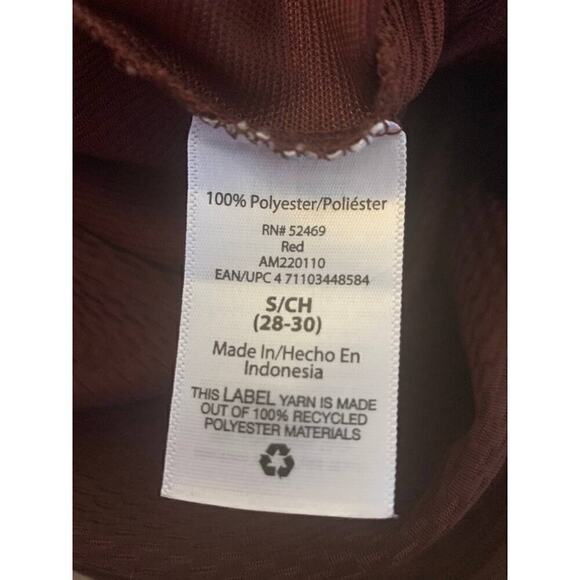 100% Polyester/Poliéster
RN# 52469
Red
AM220110
EAN/UPC 4 71103448584
S/CH
(28-30)
Made In/Hecho En
Indonesia
THIS LABEL YARN IS MADE
OUT OF 100% RECYCLED
POLYESTER MATERIALS